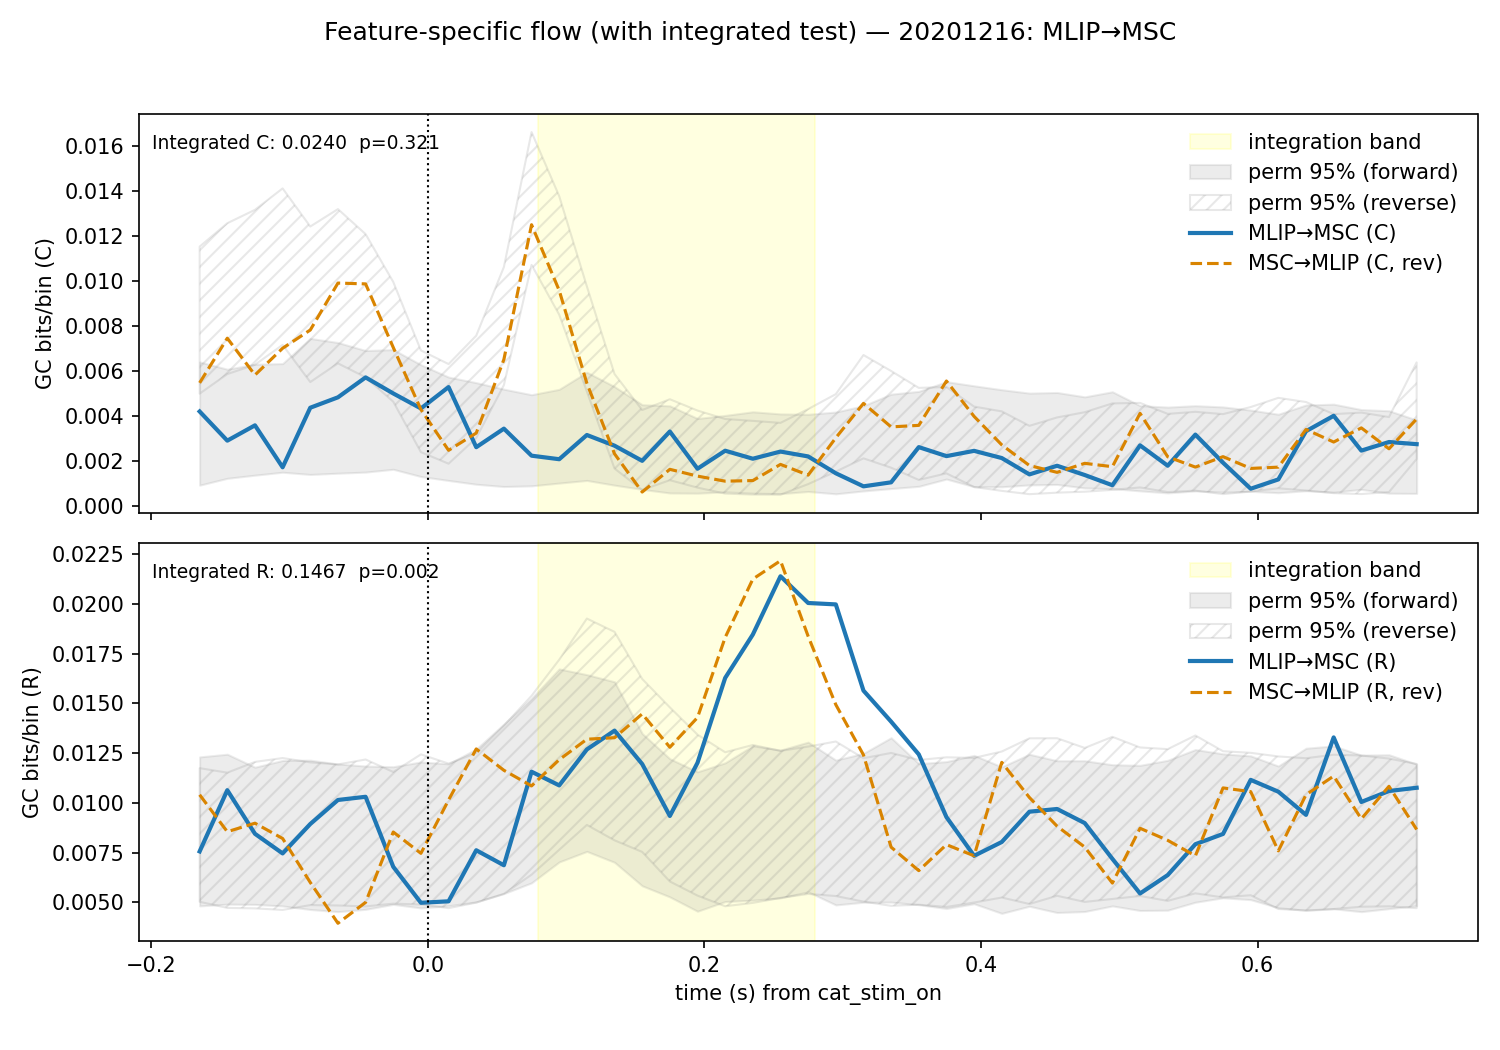 Feature-specific flow (with integrated test) — 20201216: MLIP→MSC
Integrated C: 0.0240  p=0.321
integration band
perm 95% (forward)
perm 95% (reverse)
MLIP→MSC (C)
MSC→MLIP (C, rev)
GC bits/bin (C)
0.016
0.014
0.012
0.010
0.008
0.006
0.004
0.002
0.000
Integrated R: 0.1467  p=0.002
integration band
perm 95% (forward)
perm 95% (reverse)
MLIP→MSC (R)
MSC→MLIP (R, rev)
GC bits/bin (R)
0.0225
0.0200
0.0175
0.0150
0.0125
0.0100
0.0075
0.0050
−0.2 0.0 0.2 0.4 0.6
time (s) from cat_stim_on